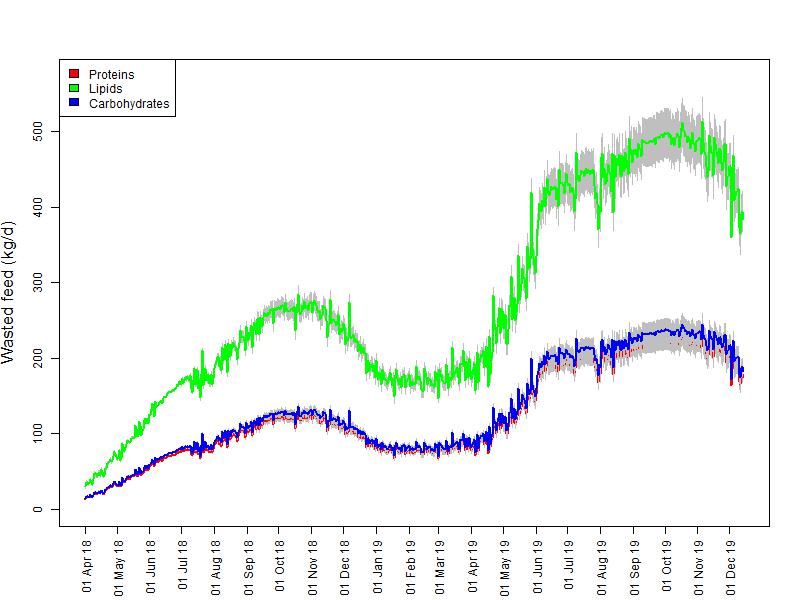 Proteins
Lipids
Carbohydrates
Wasted feed (kg/d)
500
400
300
200
100
0
01 Apr 18
01 May 18
01 Jun 18
01 Jul 18
01 Aug 18
01 Sep 18
01 Oct 18
01 Nov 18
01 Dec 18
01 Jan 19
01 Feb 19
01 Mar 19
01 Apr 19
01 May 19
01 Jun 19
01 Jul 19
01 Aug 19
01 Sep 19
01 Oct 19
01 Nov 19
01 Dec 19